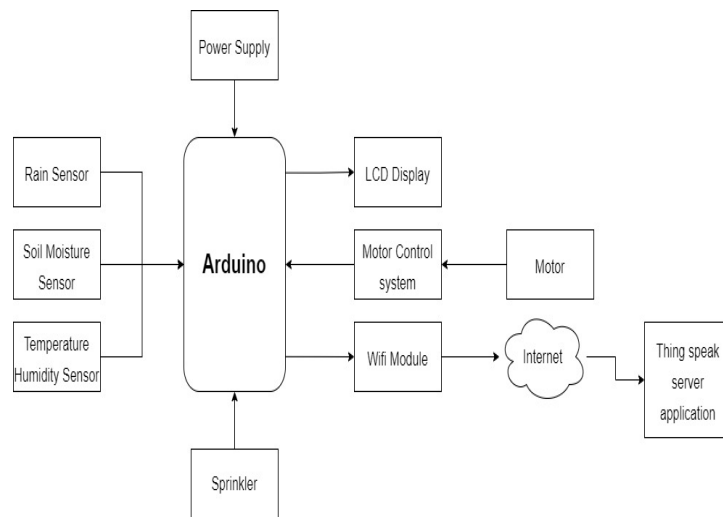 Power Supply
Rain Sensor
LCD Display
Soil Moisture
Sensor
Arduino
Motor Control
system
Motor
Temperature
Humidity Sensor
Wifi Module
Internet
Thing speak
server
application
Sprinkler